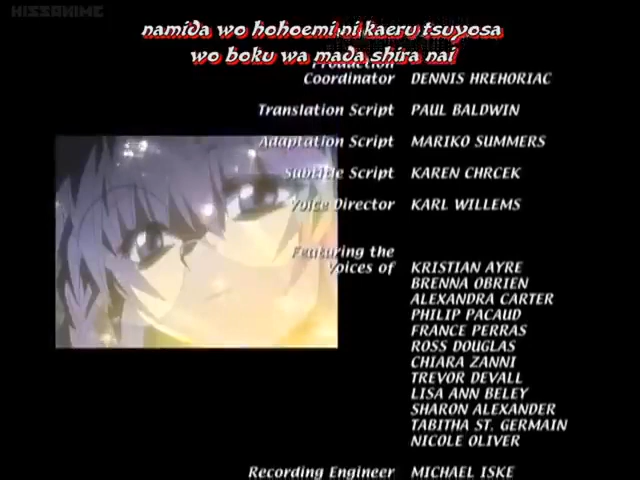 HISSANIME
namida wo hohoemi ni kaeru tsuyosa
wo boku wa mada shira nai
Production
Coordinator DENNIS HREHORIAC
Translation Script PAUL BALDWIN
Adaptation Script MARIKO SUMMERS
Subtitle Script KAREN CHRCEK
Voice Director KARL WILLEMS
Featuring the
Voices of KRISTIAN AYRE
BRENNA OBRIEN
ALEXANDRA CARTER
PHILIP PACAUD
FRANCE PERRAS
ROSS DOUGLAS
CHIARA ZANNI
TREVOR DEVALL
LISA ANN BELEY
SHARON ALEXANDER
TABITHA ST. GERMAIN
NICOLE OLIVER
Recording Engineer MICHAEL ISKE